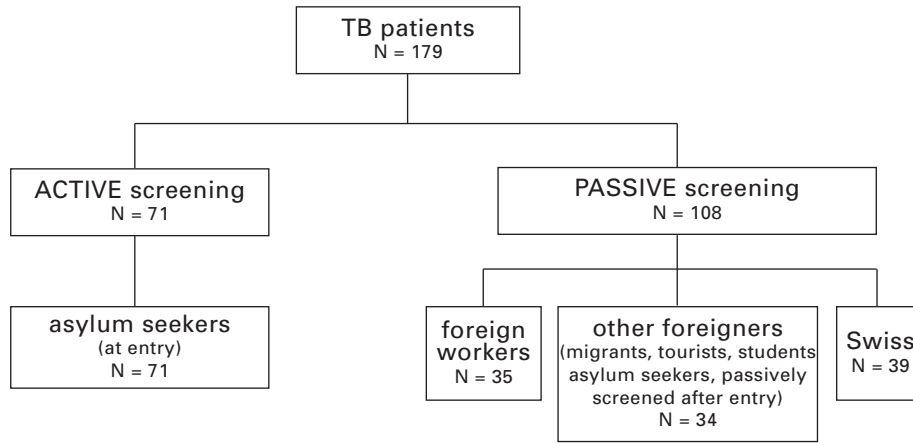 TB patients
N = 179
ACTIVE screening
N = 71
PASSIVE screening
N = 108
asylum seekers
(at entry)
N = 71
foreign
workers
N = 35
other foreigners
(migrants, tourists, students
asylum seekers, passively
screened after entry)
N = 34
Swiss
N = 39